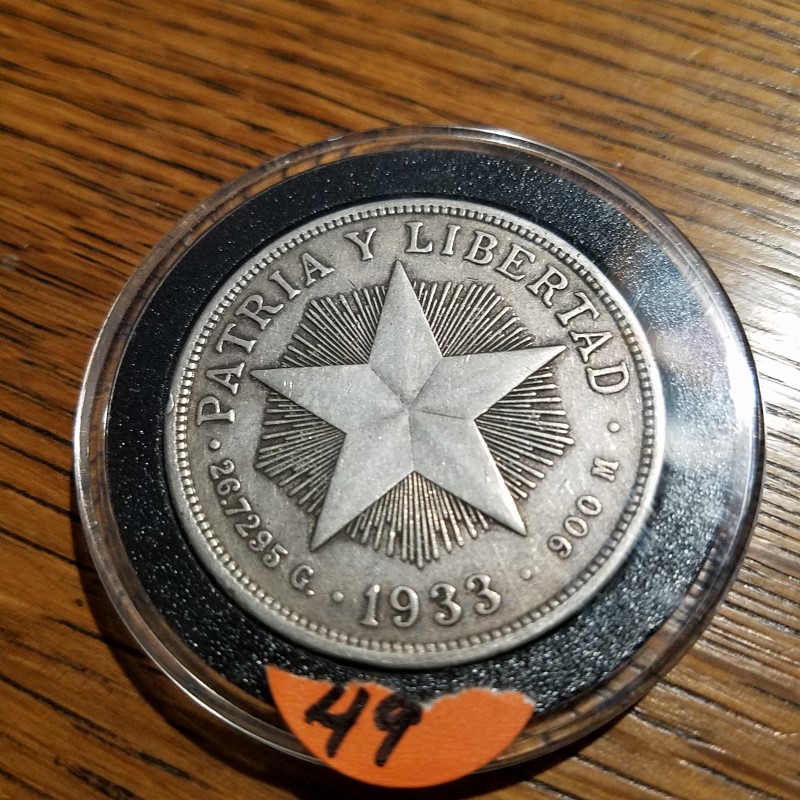 PATRIA Y LIBERTAD
26.7295 G. · 1933 · 900 M
49